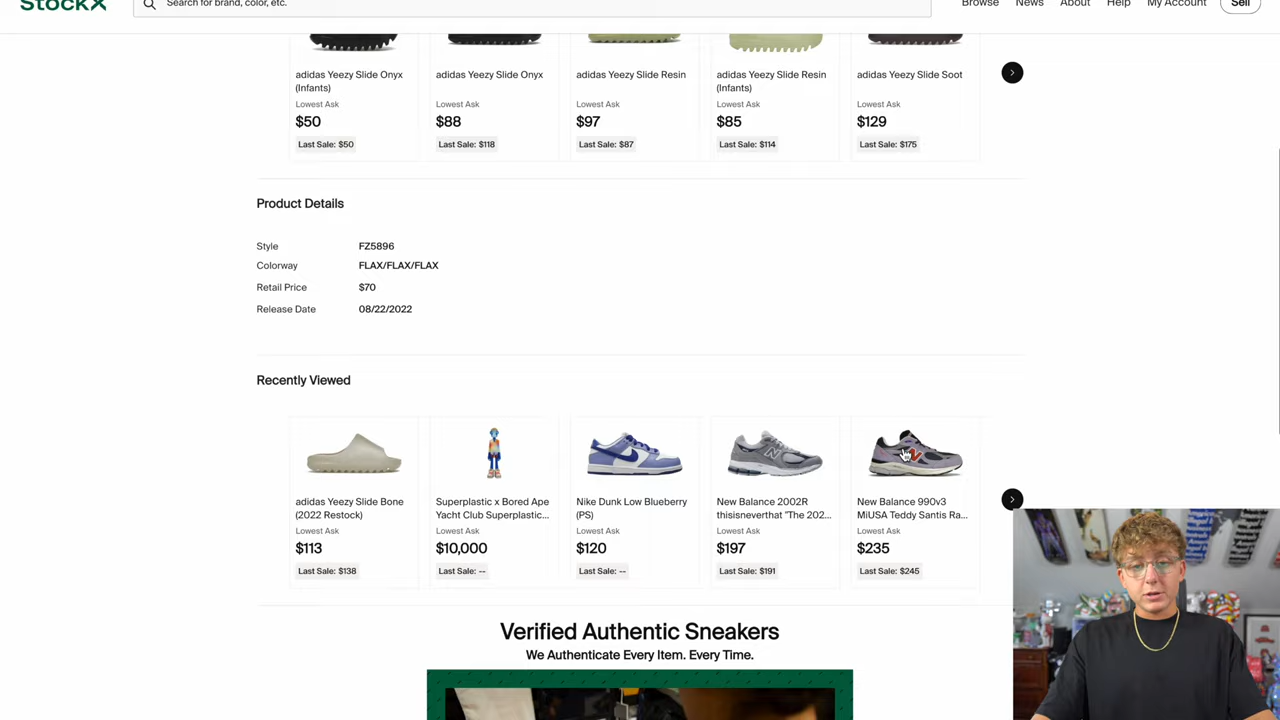 StockX
Search for brand, color, etc.
Browse News About Help My Account Sell
adidas Yeezy Slide Onyx
(Infants)
Lowest Ask
$50
Last Sale: $50
adidas Yeezy Slide Onyx
Lowest Ask
$88
Last Sale: $118
adidas Yeezy Slide Resin
Lowest Ask
$97
Last Sale: $87
adidas Yeezy Slide Resin
(Infants)
Lowest Ask
$85
Last Sale: $114
adidas Yeezy Slide Soot
Lowest Ask
$129
Last Sale: $175
Product Details
Style FZ5896
Colorway FLAX/FLAX/FLAX
Retail Price $70
Release Date 08/22/2022
Recently Viewed
adidas Yeezy Slide Bone
(2022 Restock)
Lowest Ask
$113
Last Sale: $138
Superplastic x Bored Ape
Yacht Club Superplastic...
Lowest Ask
$10,000
Last Sale: --
Nike Dunk Low Blueberry
(PS)
Lowest Ask
$120
Last Sale: --
New Balance 2002R
thisisneverthat "The 202...
Lowest Ask
$197
Last Sale: $191
New Balance 990v3
MiUSA Teddy Santis Ra...
Lowest Ask
$235
Last Sale: $245
Verified Authentic Sneakers
We Authenticate Every Item. Every Time.